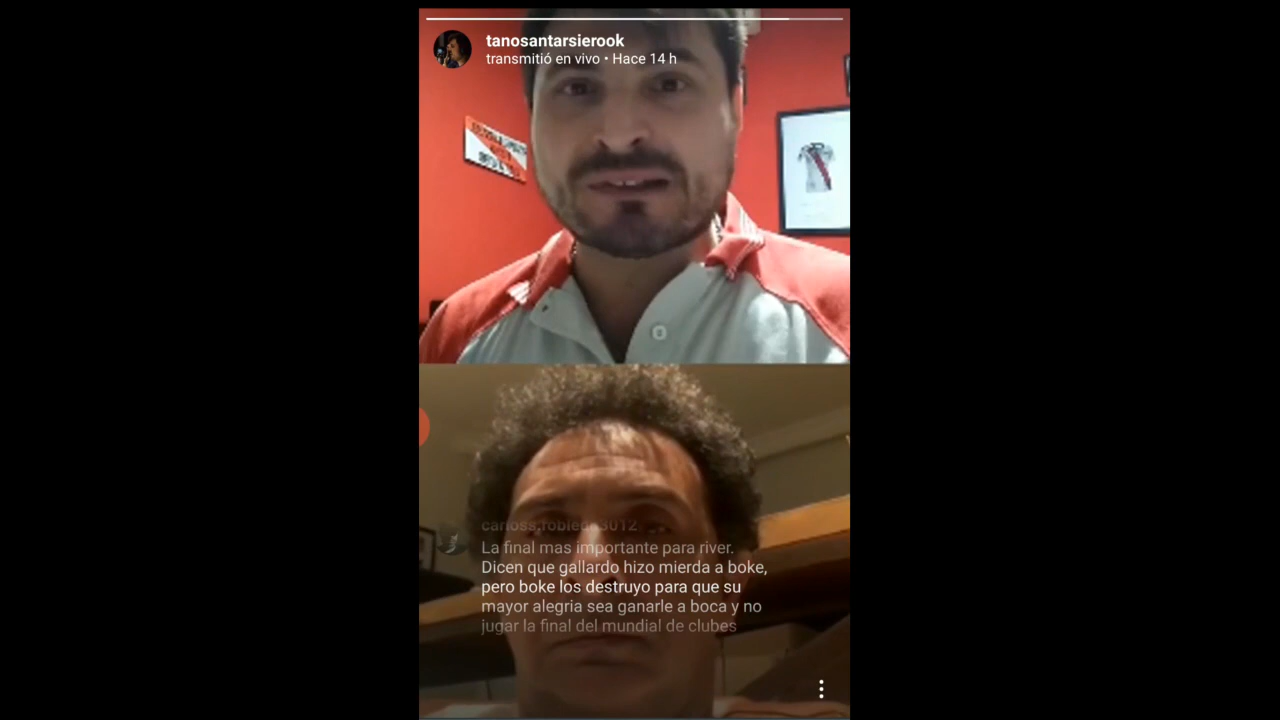 tanosantarsierook
transmitió en vivo • Hace 14 h
La final mas importante para river.
Dicen que gallardo hizo mierda a boke,
pero boke los destruyo para que su
mayor alegria sea ganarle a boca y no
jugar la final del mundial de clubes